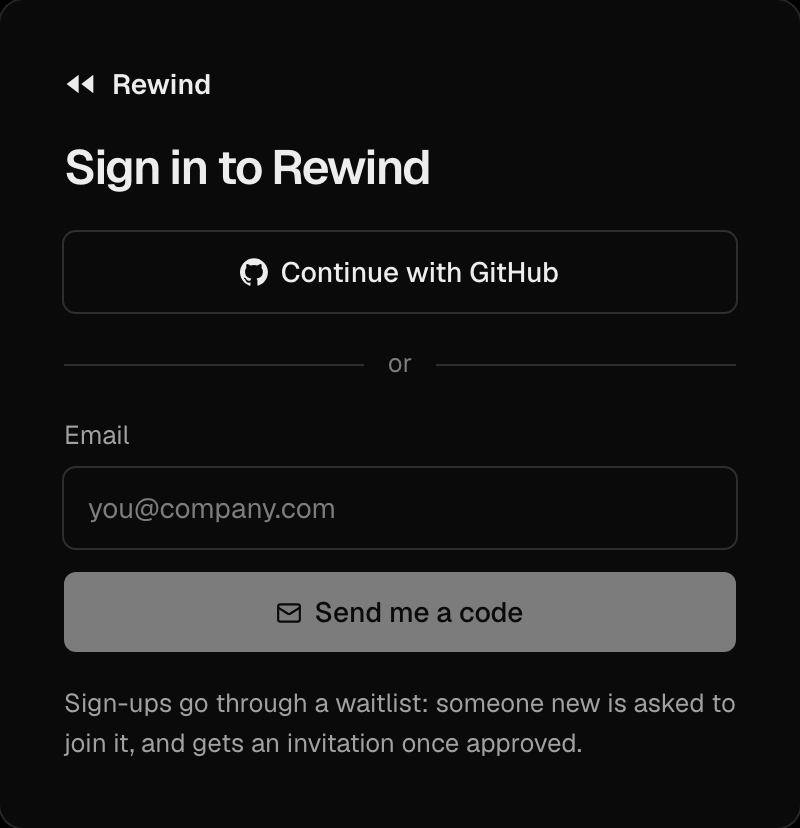 Rewind
Sign in to Rewind
Continue with GitHub
or
Email
you@company.com
Send me a code
Sign-ups go through a waitlist: someone new is asked to
join it, and gets an invitation once approved.